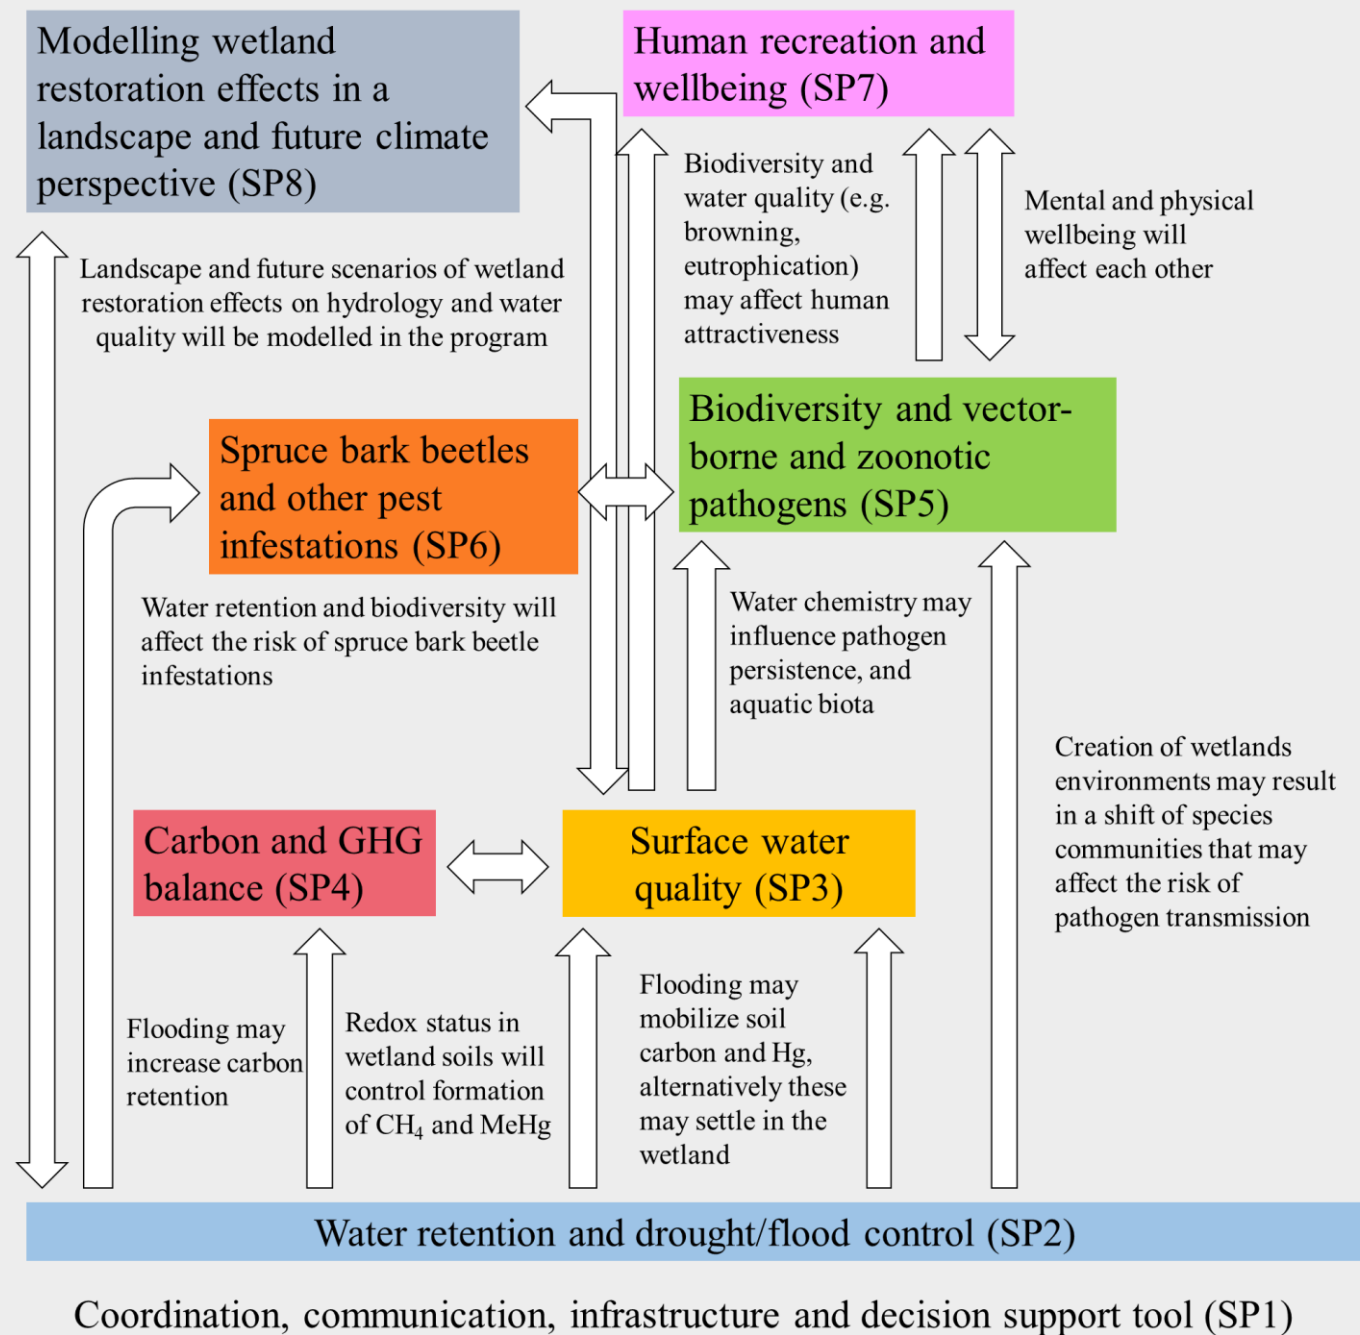 Modelling wetland
restoration effects in a
landscape and future climate
perspective (SP8)
Human recreation and
wellbeing (SP7)
Biodiversity and
water quality (e.g.
browning,
eutrophication)
may affect human
attractiveness
Mental and physical
wellbeing will
affect each other
Landscape and future scenarios of wetland
restoration effects on hydrology and water
quality will be modelled in the program
Spruce bark beetles
and other pest
infestations (SP6)
Biodiversity and vector-
borne and zoonotic
pathogens (SP5)
Water retention and biodiversity will
affect the risk of spruce bark beetle
infestations
Water chemistry may
influence pathogen
persistence, and
aquatic biota
Creation of wetlands
environments may result
in a shift of species
communities that may
affect the risk of
pathogen transmission
Carbon and GHG
balance (SP4)
Surface water
quality (SP3)
Flooding may
increase carbon
retention
Redox status in
wetland soils will
control formation
of CH₄ and MeHg
Flooding may
mobilize soil
carbon and Hg,
alternatively these
may settle in the
wetland
Water retention and drought/flood control (SP2)
Coordination, communication, infrastructure and decision support tool (SP1)